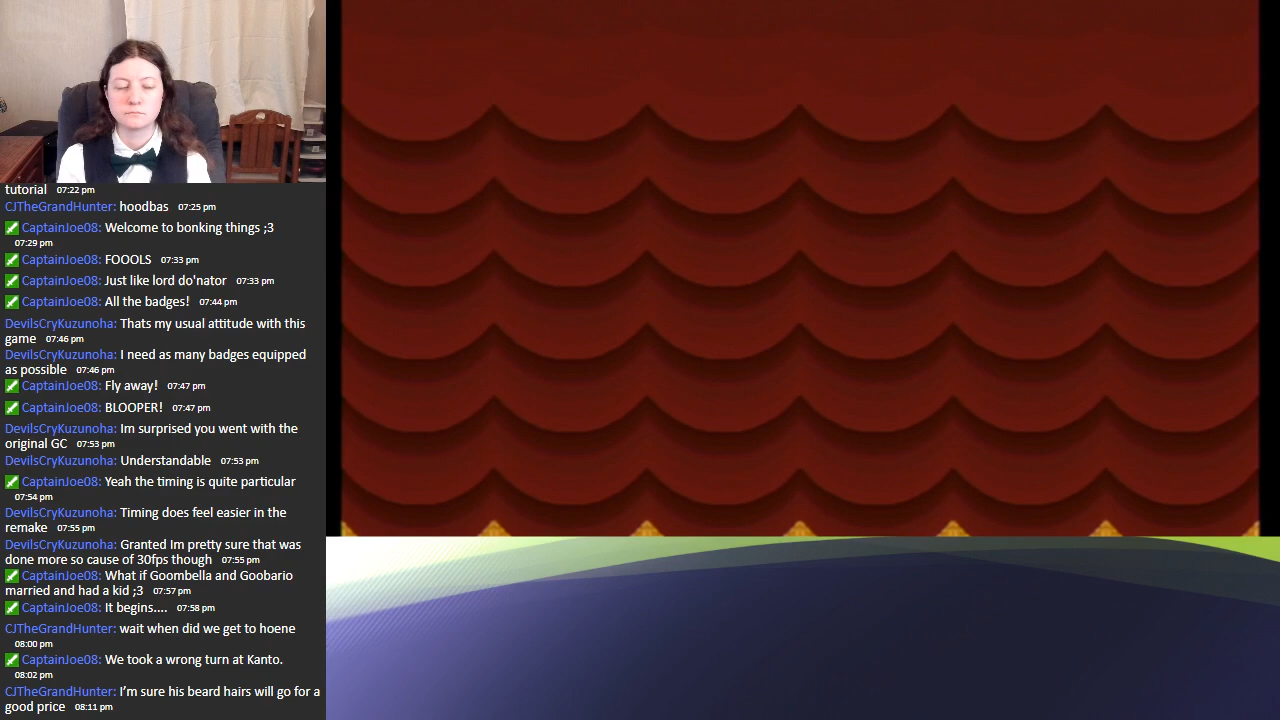 tutorial 07:22 pm
CJTheGrandHunter: hoodbas 07:25 pm
CaptainJoe08: Welcome to bonking things ;3
07:29 pm
CaptainJoe08: FOOOLS 07:33 pm
CaptainJoe08: Just like lord do'nator 07:33 pm
CaptainJoe08: All the badges! 07:44 pm
DevilsCryKuzunoha: Thats my usual attitude with this
game 07:46 pm
DevilsCryKuzunoha: I need as many badges equipped
as possible 07:46 pm
CaptainJoe08: Fly away! 07:47 pm
CaptainJoe08: BLOOPER! 07:47 pm
DevilsCryKuzunoha: Im surprised you went with the
original GC 07:53 pm
DevilsCryKuzunoha: Understandable 07:53 pm
CaptainJoe08: Yeah the timing is quite particular
07:54 pm
DevilsCryKuzunoha: Timing does feel easier in the
remake 07:55 pm
DevilsCryKuzunoha: Granted Im pretty sure that was
done more so cause of 30fps though 07:55 pm
CaptainJoe08: What if Goombella and Goobario
married and had a kid ;3 07:57 pm
CaptainJoe08: It begins.... 07:58 pm
CJTheGrandHunter: wait when did we get to hoene
08:00 pm
CaptainJoe08: We took a wrong turn at Kanto.
08:02 pm
CJTheGrandHunter: I'm sure his beard hairs will go for a
good price 08:11 pm